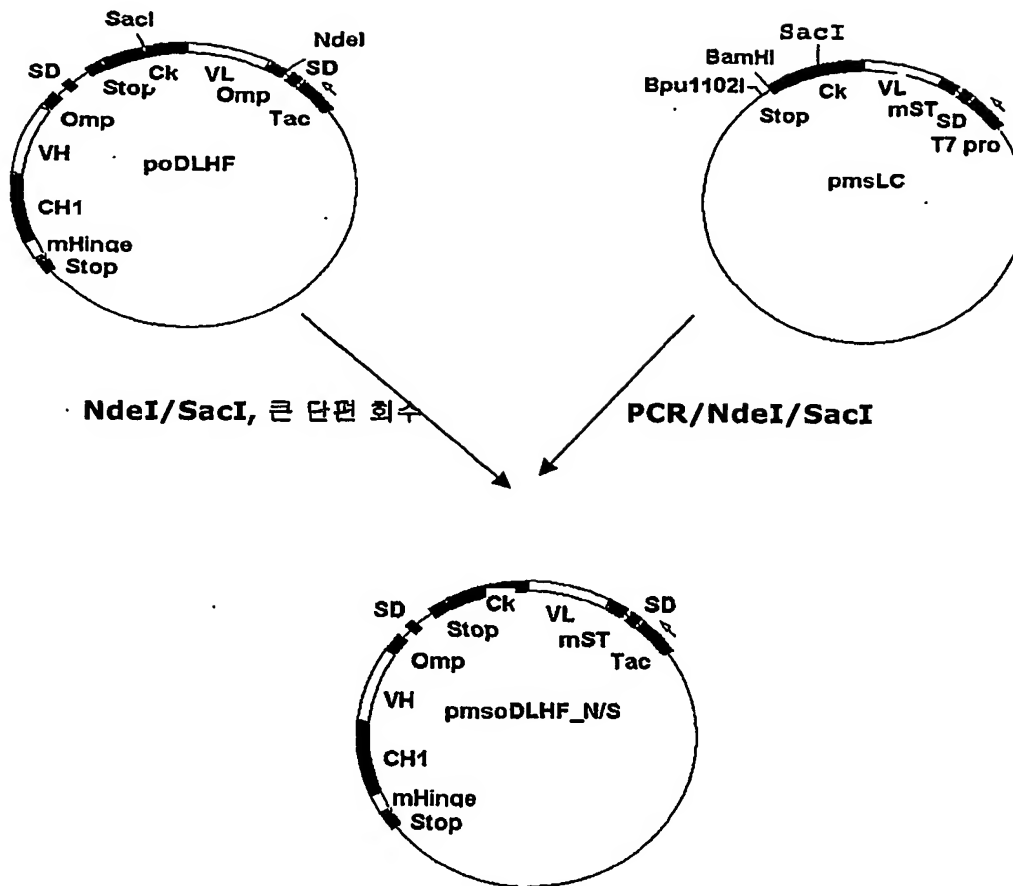 SacI
NdeI
SD
SD
Stop
Ck
VL
Omp
Omp
Tac
VH
poDLHF
CH1
mHinge
Stop
SacI
BamHI
Bpu1102I
Stop
Ck
VL
mST
SD
T7 pro
pmsLC
NdeI/SacI, 큰 단편 회수
PCR/NdeI/SacI
SD
SD
Ck
Stop
VL
mST
Omp
Tac
VH
pmsoDLHF_N/S
CH1
mHinge
Stop